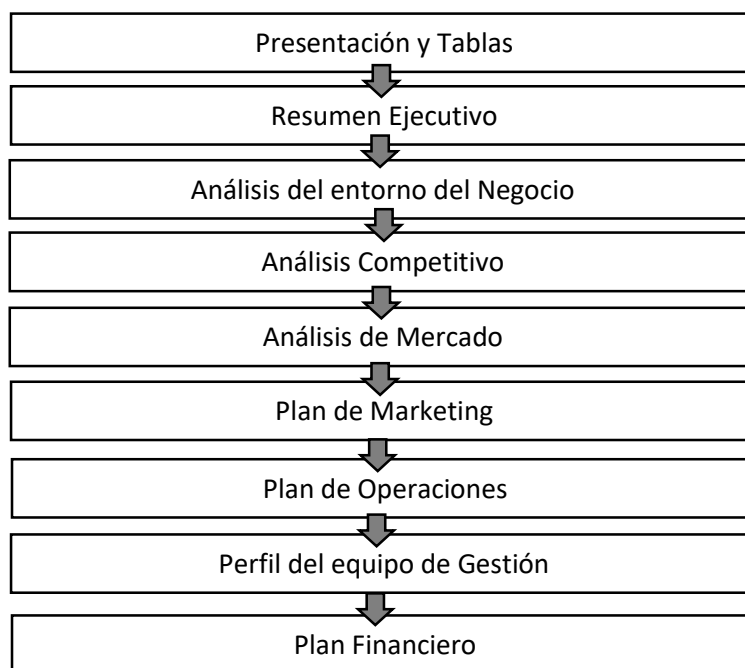 Presentación y Tablas
Resumen Ejecutivo
Análisis del entorno del Negocio
Análisis Competitivo
Análisis de Mercado
Plan de Marketing
Plan de Operaciones
Perfil del equipo de Gestión
Plan Financiero